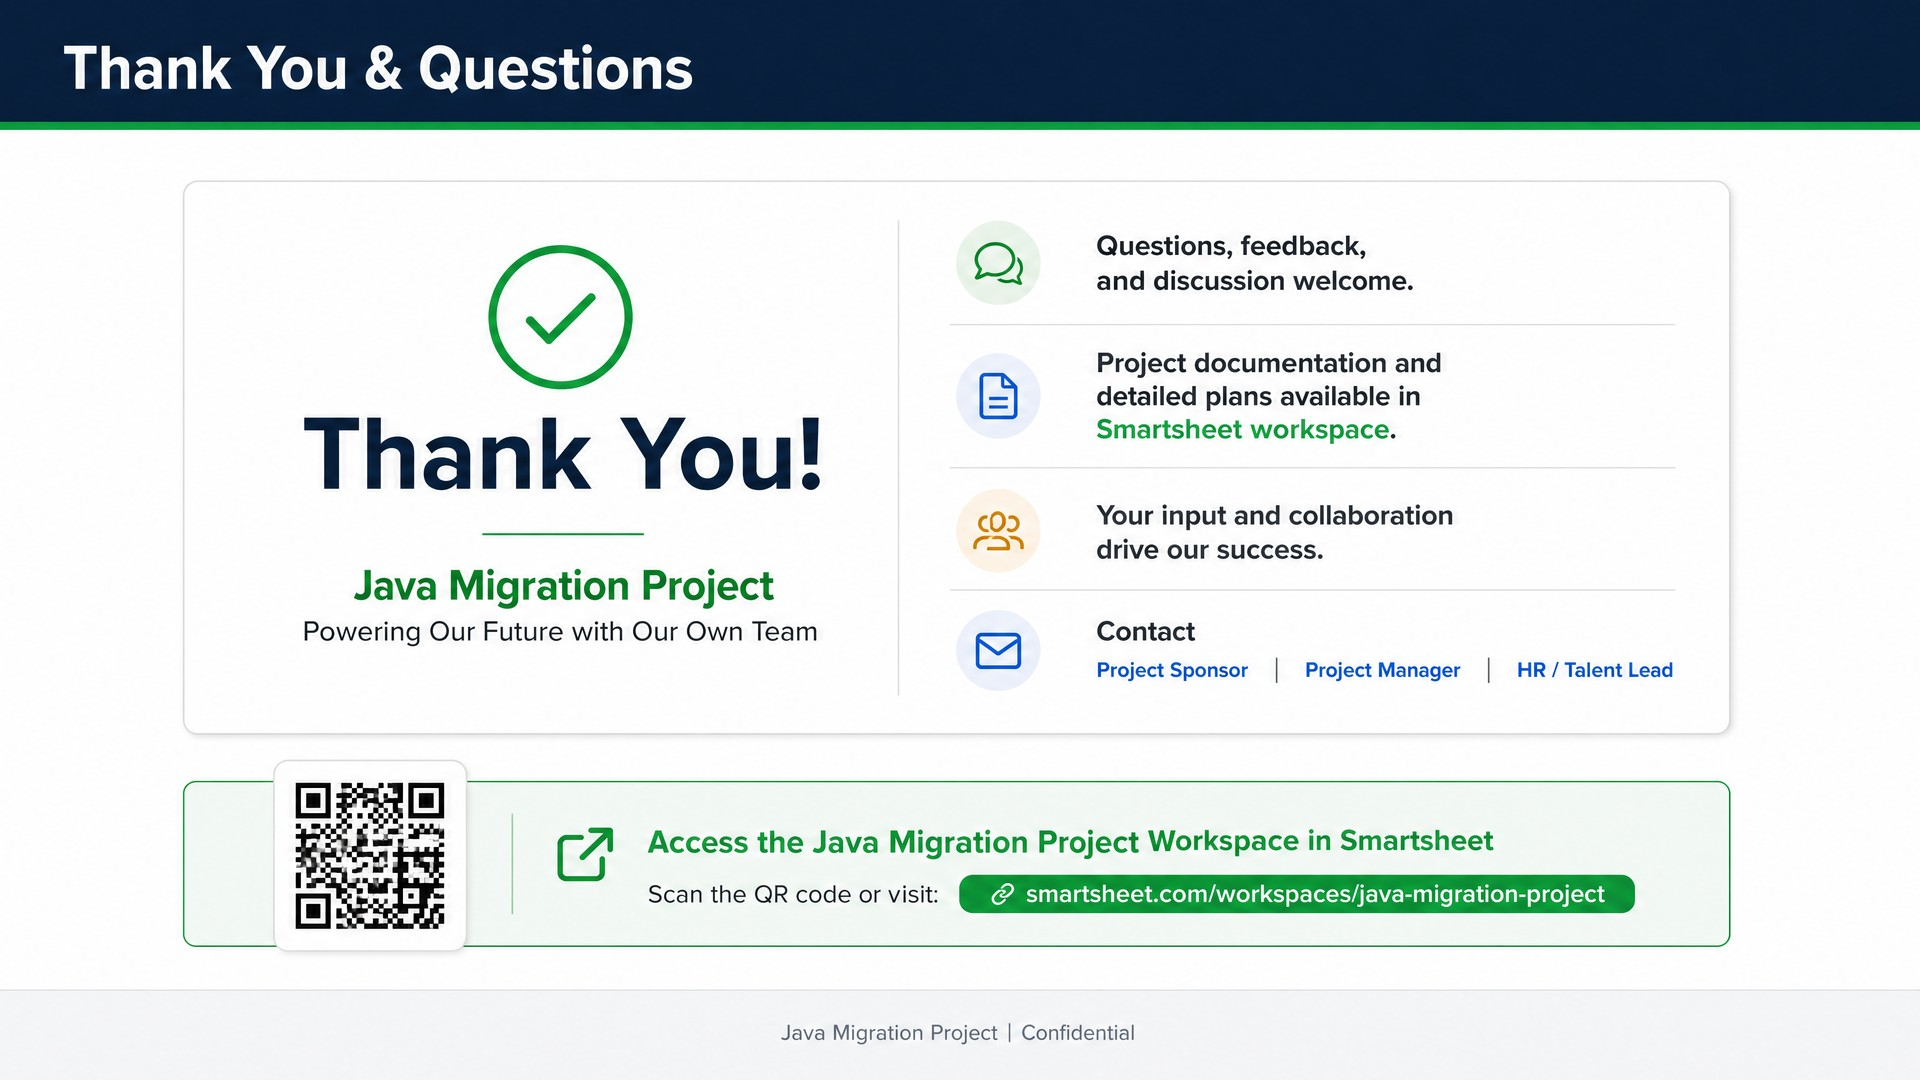 Thank You & Questions
Thank You!
Java Migration Project
Powering Our Future with Our Own Team
Questions, feedback,
and discussion welcome.
Project documentation and
detailed plans available in
Smartsheet workspace.
Your input and collaboration
drive our success.
Contact
Project Sponsor | Project Manager | HR / Talent Lead
Access the Java Migration Project Workspace in Smartsheet
Scan the QR code or visit: smartsheet.com/workspaces/java-migration-project
Java Migration Project | Confidential